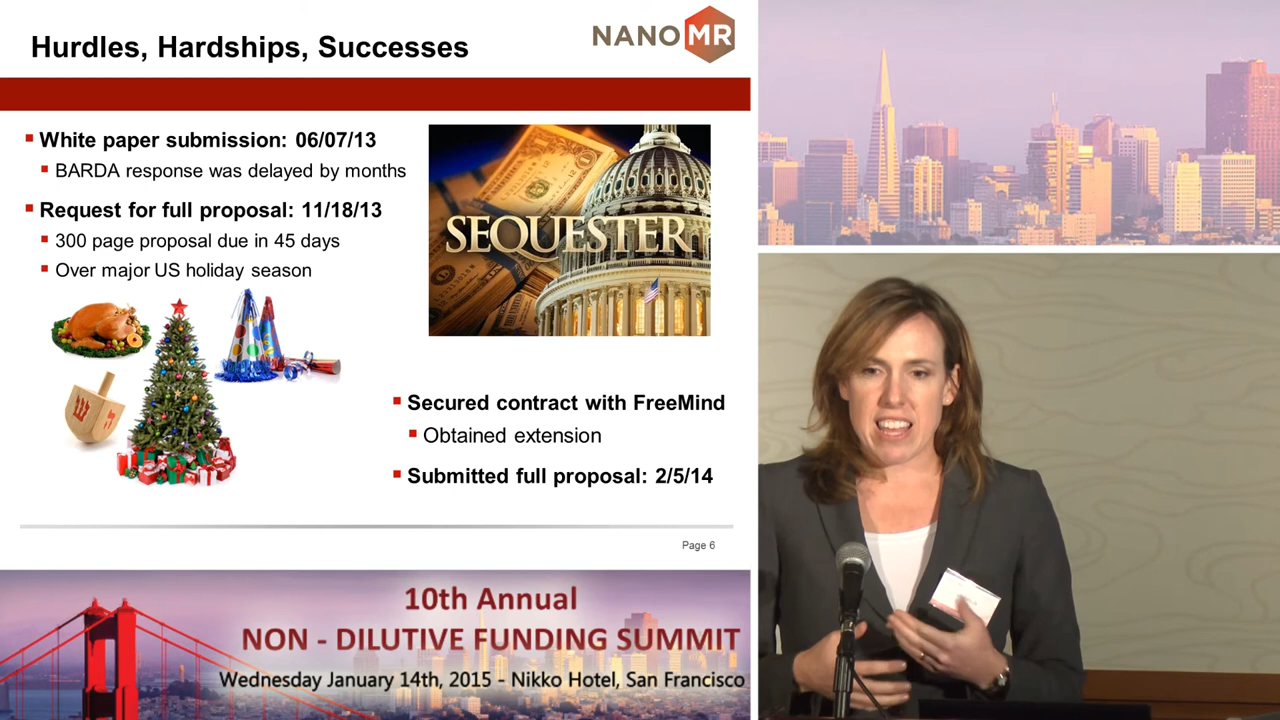 Hurdles, Hardships, Successes
NANOMR
White paper submission: 06/07/13
BARDA response was delayed by months
Request for full proposal: 11/18/13
300 page proposal due in 45 days
Over major US holiday season
SEQUESTER
Secured contract with FreeMind
Obtained extension
Submitted full proposal: 2/5/14
Page 6
10th Annual
NON - DILUTIVE FUNDING SUMMIT
Wednesday January 14th, 2015 - Nikko Hotel, San Francisco